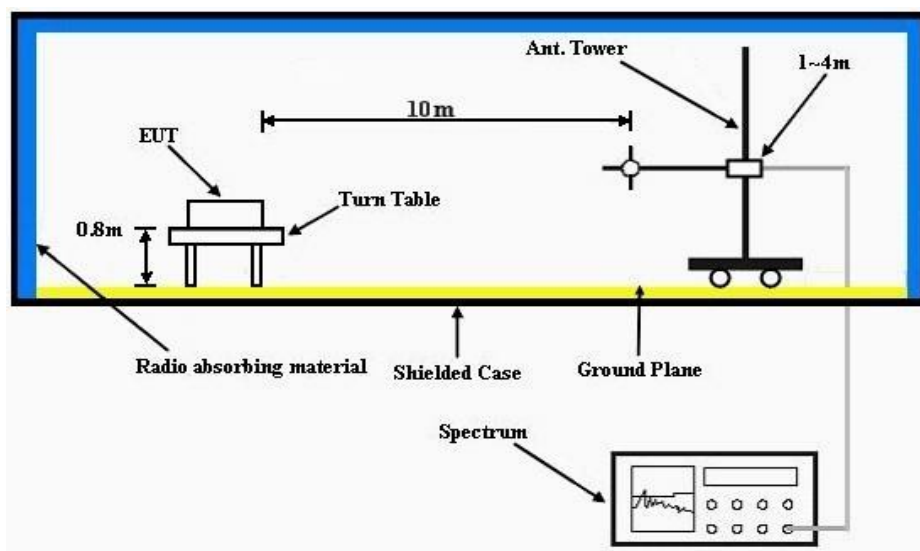 Ant. Tower
1~4m
10m
EUT
Turn Table
0.8m
Radio absorbing material
Shielded Case
Ground Plane
Spectrum